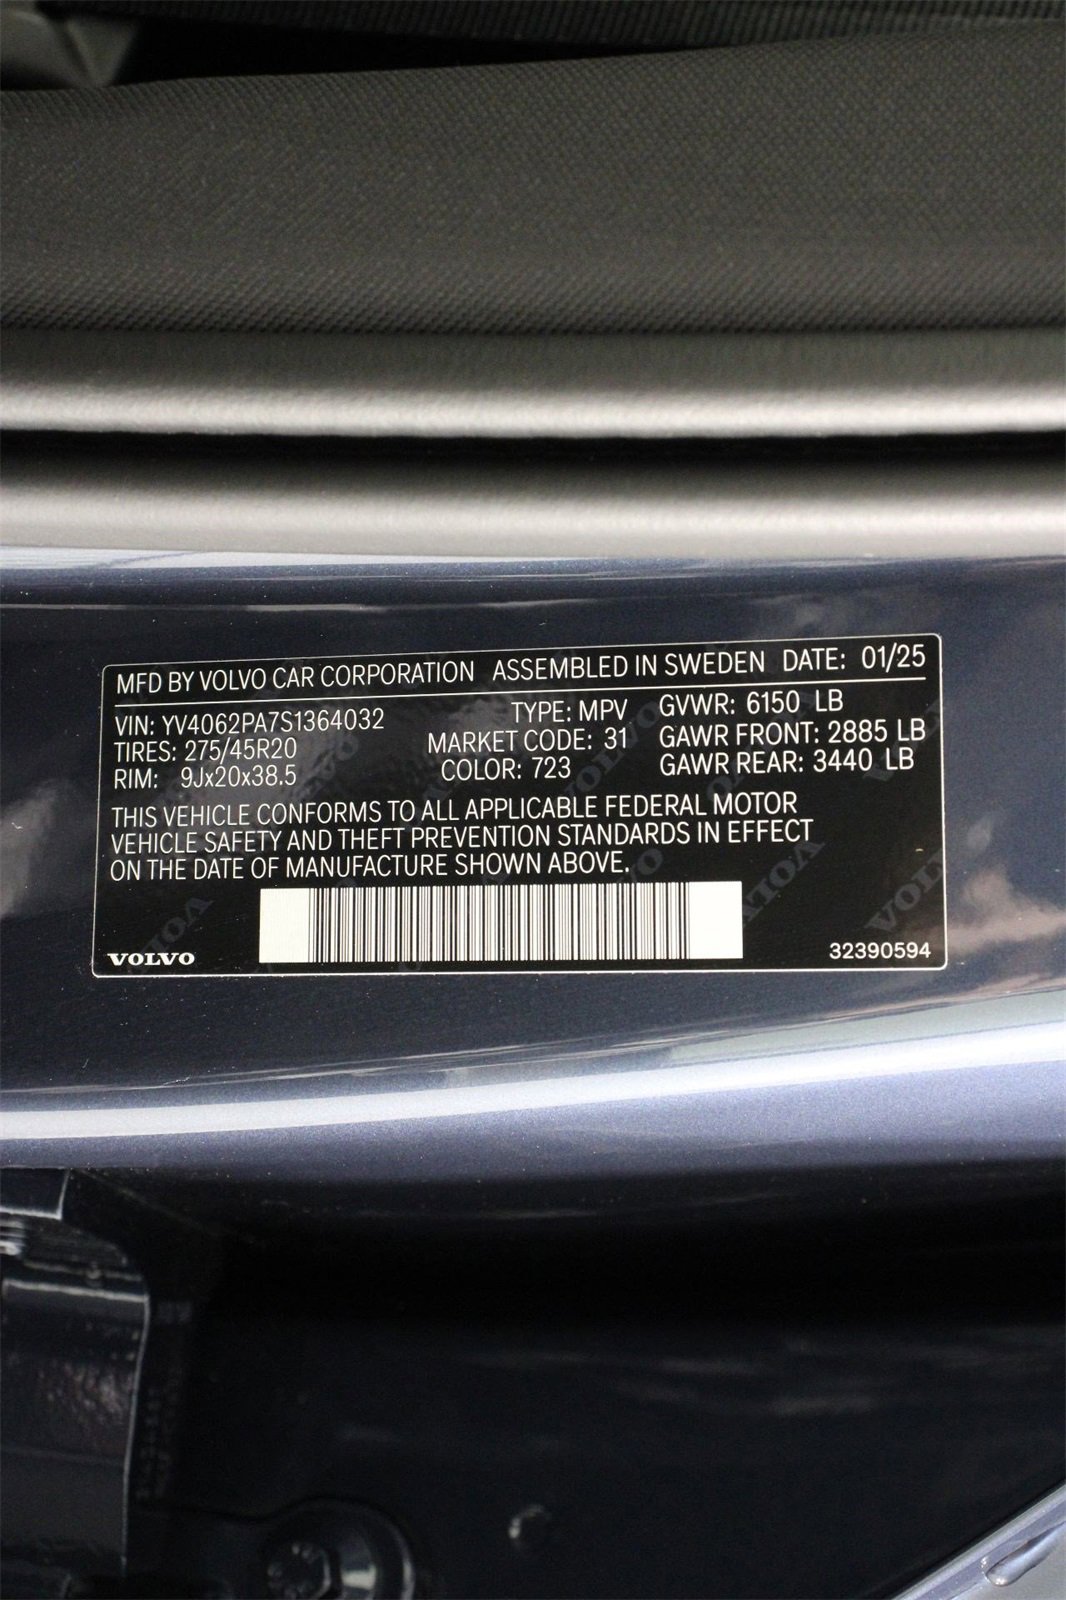 MFD BY VOLVO CAR CORPORATION ASSEMBLED IN SWEDEN DATE: 01/25
VIN: YV4062PA7S1364032 TYPE: MPV GVWR: 6150 LB
TIRES: 275/45R20 MARKET CODE: 31 GAWR FRONT: 2885 LB
RIM: 9Jx20x38.5 COLOR: 723 GAWR REAR: 3440 LB
THIS VEHICLE CONFORMS TO ALL APPLICABLE FEDERAL MOTOR
VEHICLE SAFETY AND THEFT PREVENTION STANDARDS IN EFFECT
ON THE DATE OF MANUFACTURE SHOWN ABOVE.
VOLVO 32390594